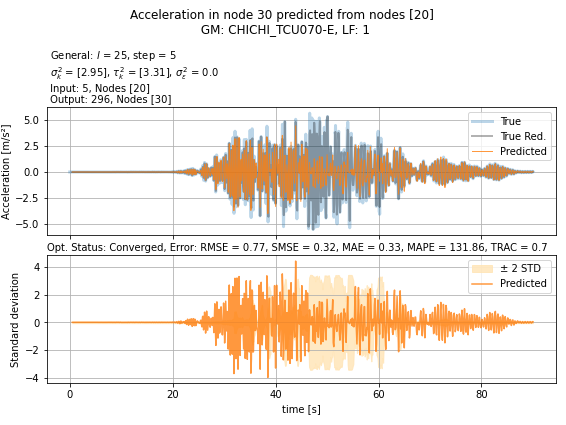 Acceleration in node 30 predicted from nodes [20]
GM: CHICHI_TCU070-E, LF: 1
General: l = 25, step = 5
σ²ₖ = [2.95], τ²ₖ = [3.31], σ²_ε = 0.0
Input: 5, Nodes [20]
Output: 296, Nodes [30]
Acceleration [m/s²]
5.0
2.5
0.0
−2.5
−5.0
True
True Red.
Predicted
Opt. Status: Converged, Error: RMSE = 0.77, SMSE = 0.32, MAE = 0.33, MAPE = 131.86, TRAC = 0.7
Standard deviation
4
2
0
−2
−4
± 2 STD
Predicted
0 20 40 60 80
time [s]